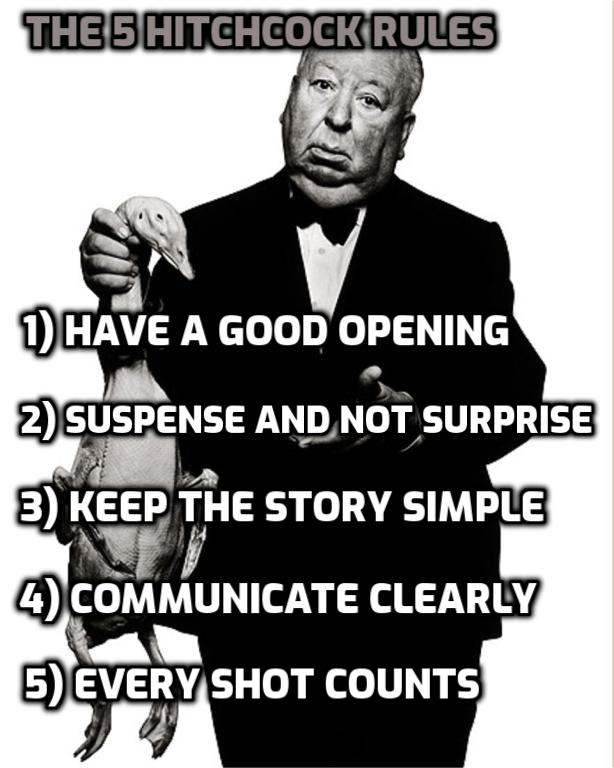 THE 5 HITCHCOCK RULES
1) HAVE A GOOD OPENING
2) SUSPENSE AND NOT SURPRISE
3) KEEP THE STORY SIMPLE
4) COMMUNICATE CLEARLY
5) EVERY SHOT COUNTS